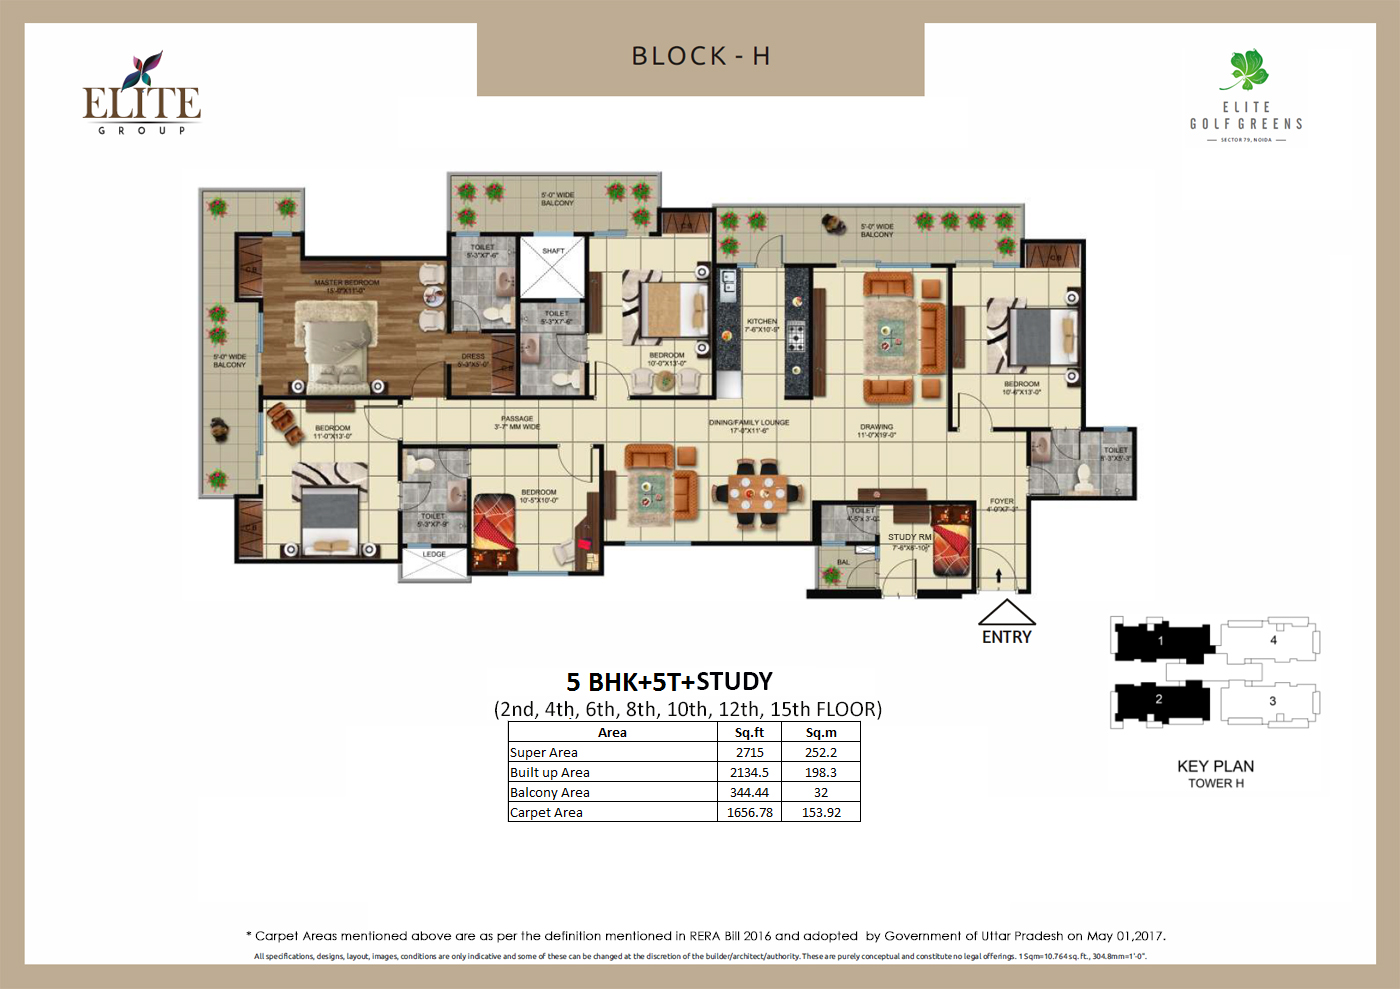 BLOCK - H
ELITE
GROUP
ELITE
GOLFGREENS
SECTOR 79, NOIDA
5'-0" WIDE
BALCONY
5'-0" WIDE
BALCONY
5'-0" WIDE
BALCONY
TOILET
5'-3"X7'-6"
SHAFT
CB
CB
CB
MASTER BEDROOM
15'-0"X11'-0"
TOILET
5'-3"X7'-6"
KITCHEN
7'-6"X10'-9"
DRESS
5'-3"X5'-0"
CB
BEDROOM
10'-0"X13'-0"
BEDROOM
10'-6"X13'-0"
BEDROOM
11'-0"X13'-0"
PASSAGE
3'-7" MM WIDE
DINING/FAMILY LOUNGE
17'-0"X11'-6"
DRAWING
11'-0"X19'-0"
TOILET
8'-3"X5'-3"
BEDROOM
10'-5"X10'-0"
FOYER
4'-0"X7'-3"
CB
TOILET
5'-3"X7'-9"
TOILET
4'-5"x 3'-0"
STUDY RM
LEDGE
BAL
ENTRY
1
4
2
3
KEY PLAN
TOWER H
5 BHK+5T+STUDY
(2nd, 4th, 6th, 8th, 10th, 12th, 15th FLOOR)
Area Sq.ft Sq.m
Super Area 2715 252.2
Built up Area 2134.5 198.3
Balcony Area 344.44 32
Carpet Area 1656.78 153.92
* Carpet Areas mentioned above are as per the definition mentioned in RERA Bill 2016 and adopted by Government of Uttar Pradesh on May 01,2017.
All specifications, designs, layout, images, conditions are only indicative and some of these can be changed at the discretion of the builder/architect/authority. These are purely conceptual and constitute no legal offerings. 1 Sqm=10.764 sq. ft., 304.8mm=1'-0".